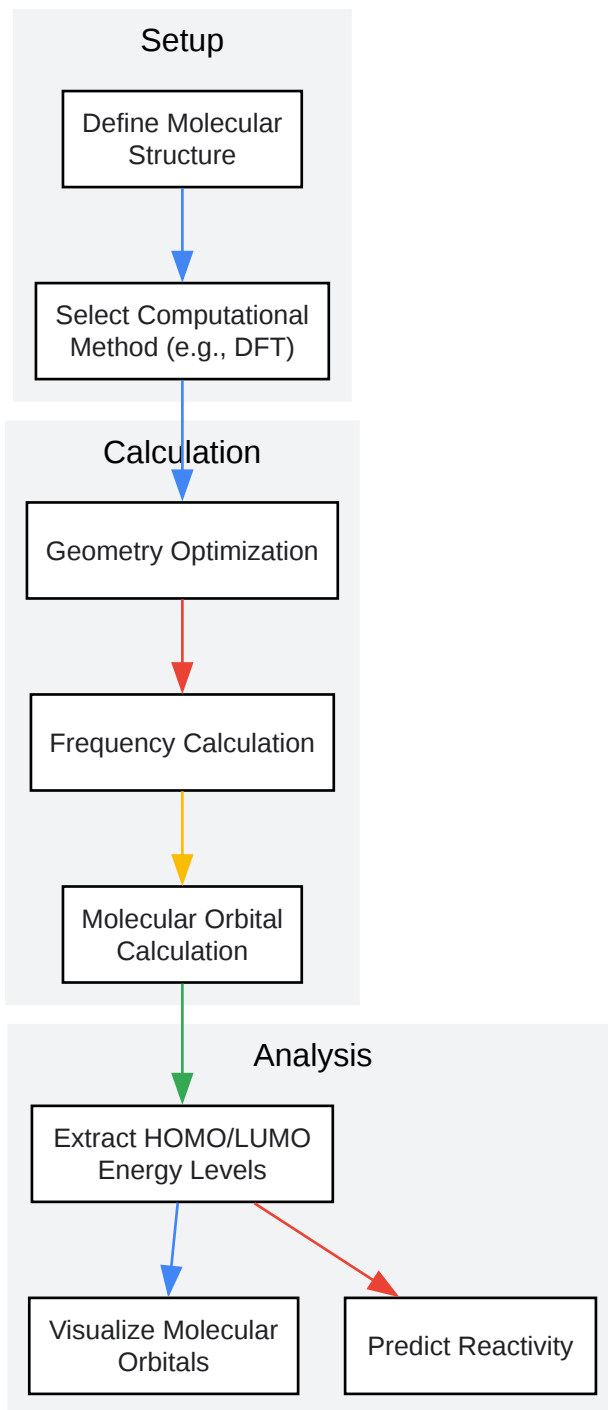 Setup
Define Molecular
Structure
Select Computational
Method (e.g., DFT)
Calculation
Geometry Optimization
Frequency Calculation
Molecular Orbital
Calculation
Analysis
Extract HOMO/LUMO
Energy Levels
Visualize Molecular
Orbitals
Predict Reactivity